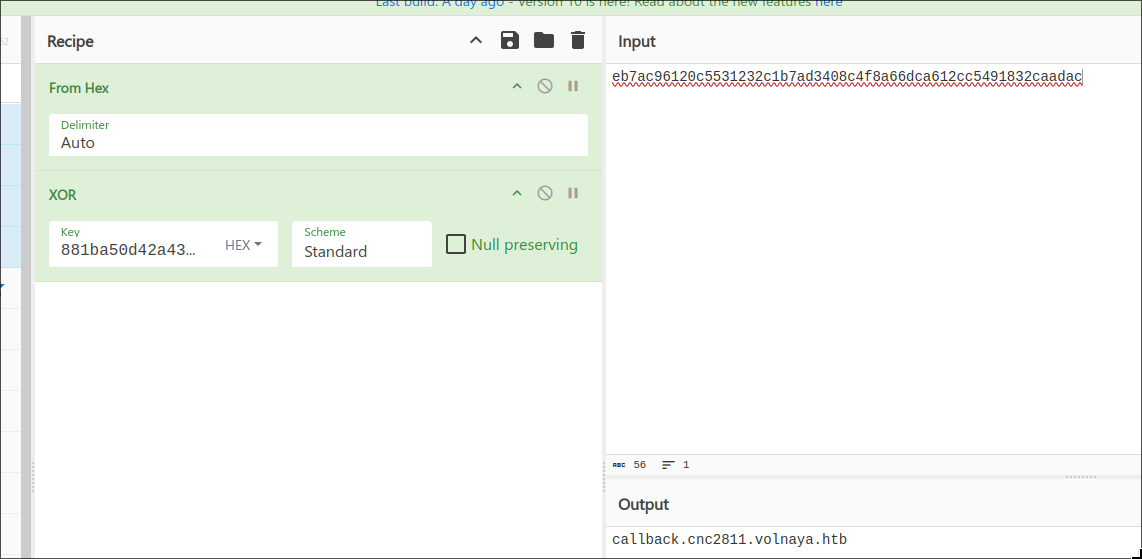 Last build: A day ago - Version 10 is here! Read about the new features here
Recipe
Input
52
From Hex
Delimiter
Auto
XOR
Key
881ba50d42a43...
HEX
Scheme
Standard
Null preserving
eb7ac96120c5531232c1b7ad3408c4f8a66dca612cc5491832caadac
ABC 56 1
Output
callback.cnc2811.volnaya.htb